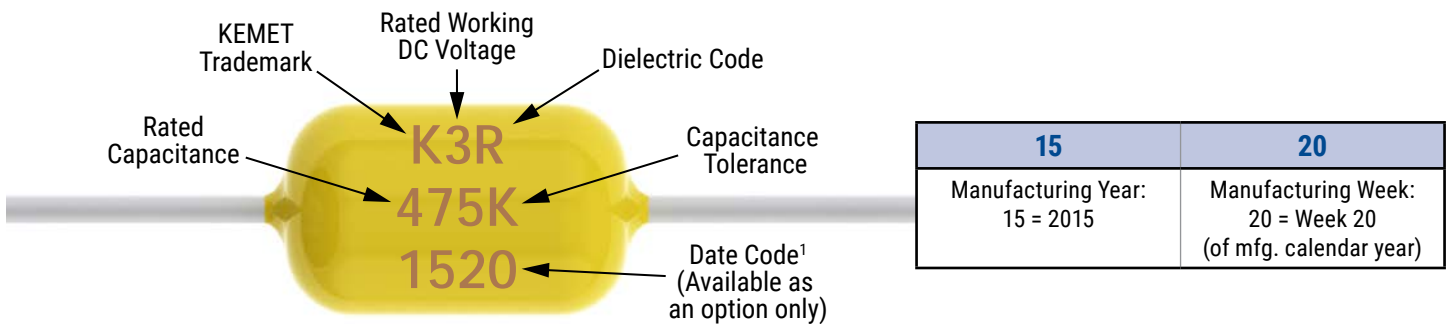 KEMET
Trademark
Rated Working
DC Voltage
Dielectric Code
Rated
Capacitance
Capacitance
Tolerance
K3R
475K
1520
Date Code¹
(Available as
an option only)
15
20
Manufacturing Year:
15 = 2015
Manufacturing Week:
20 = Week 20
(of mfg. calendar year)